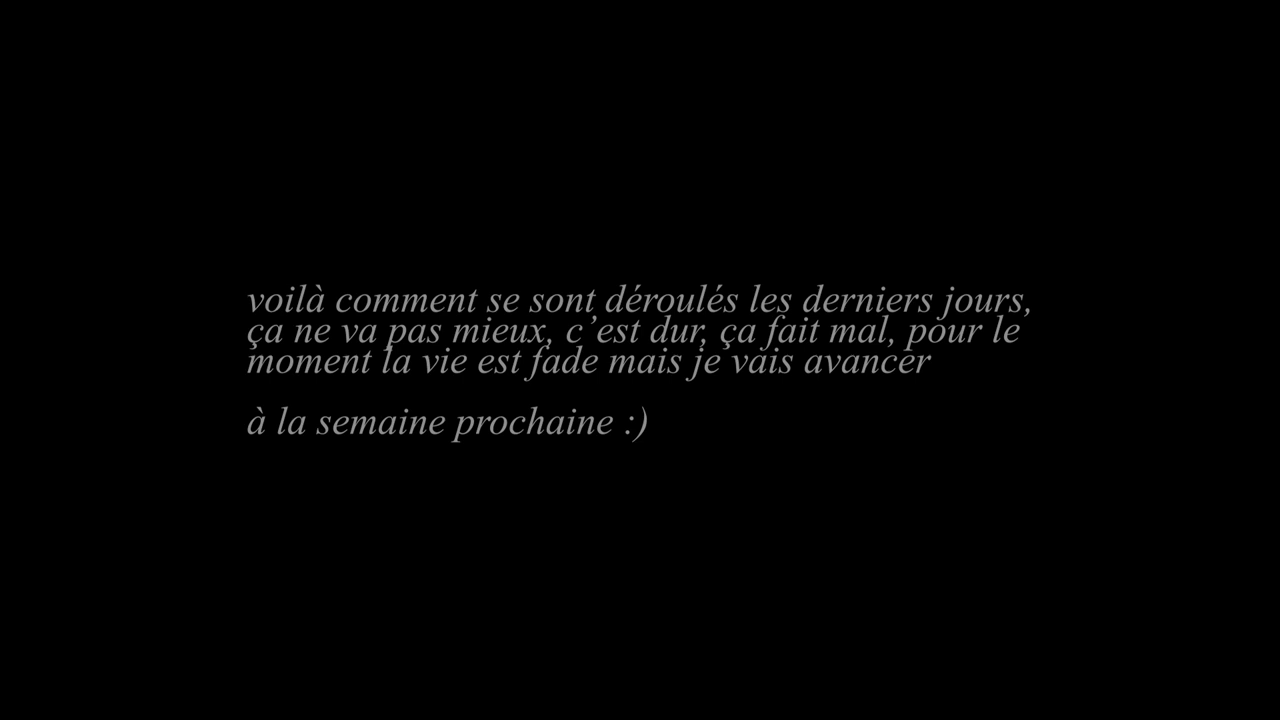 voilà comment se sont déroulés les derniers jours,
ça ne va pas mieux, c’est dur, ça fait mal, pour le
moment la vie est fade mais je vais avancer
à la semaine prochaine :)